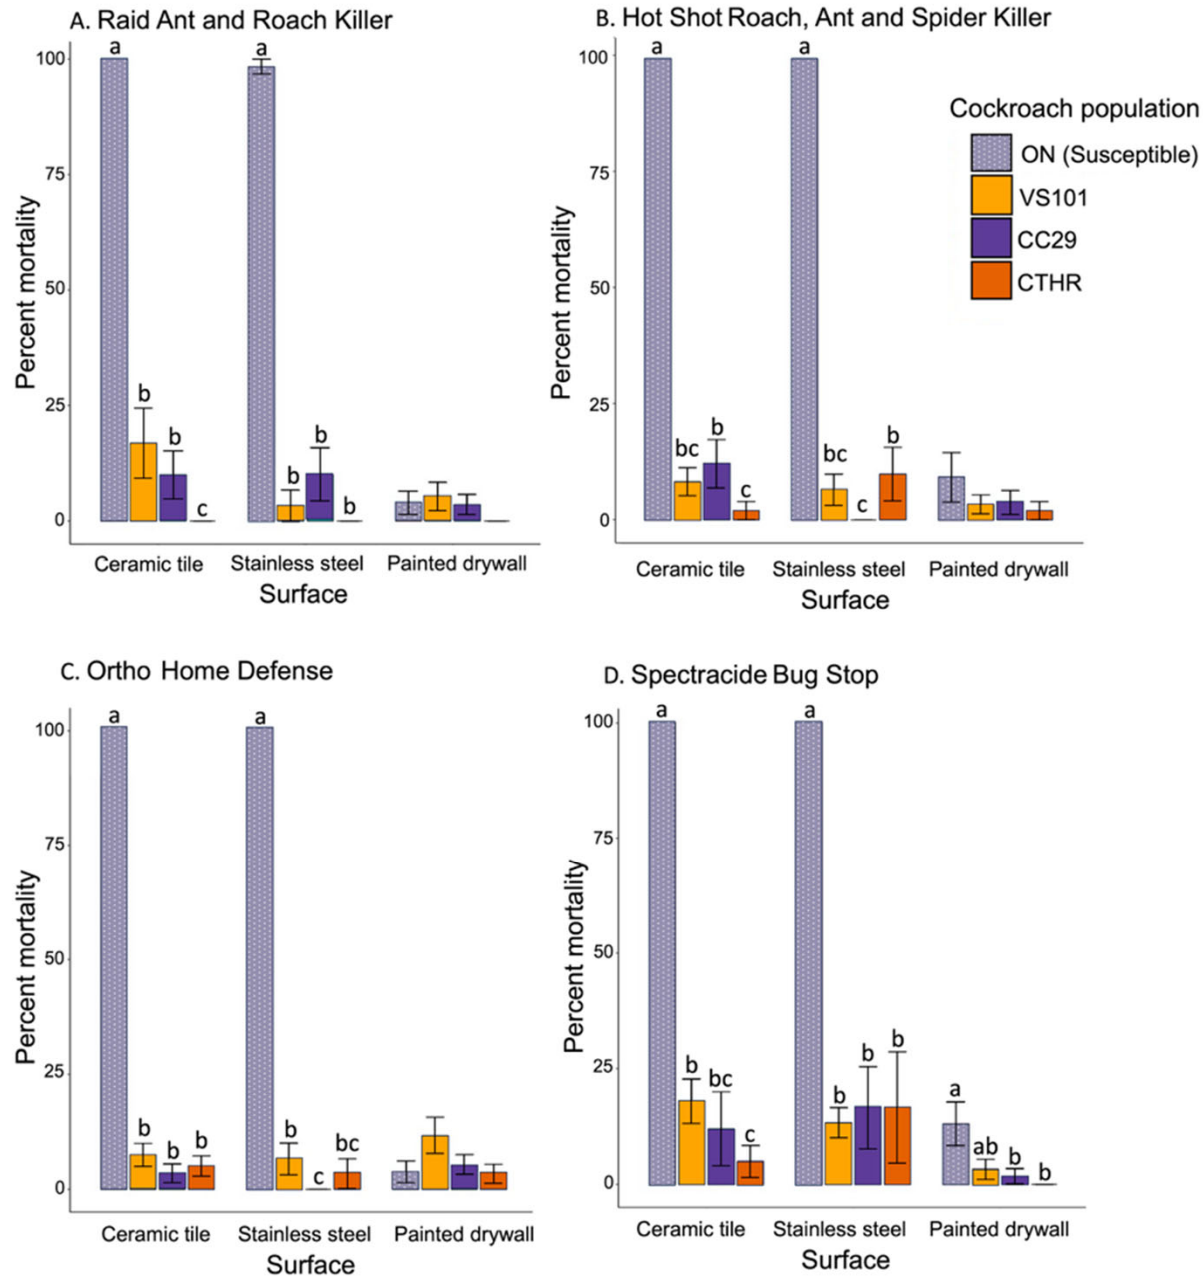 A. Raid Ant and Roach Killer
a
a
100
75
50
25
0
Percent mortality
b
b
c
b
b
b
Ceramic tile
Stainless steel
Painted drywall
Surface
B. Hot Shot Roach, Ant and Spider Killer
a
a
100
75
50
25
0
Percent mortality
bc
b
c
bc
c
b
Ceramic tile
Stainless steel
Painted drywall
Surface
Cockroach population
ON (Susceptible)
VS101
CC29
CTHR
C. Ortho Home Defense
a
a
100
75
50
25
0
Percent mortality
b
b
b
b
c
bc
Ceramic tile
Stainless steel
Painted drywall
Surface
D. Spectracide Bug Stop
a
a
100
75
50
25
0
Percent mortality
b
bc
c
b
b
b
a
ab
b
b
Ceramic tile
Stainless steel
Painted drywall
Surface